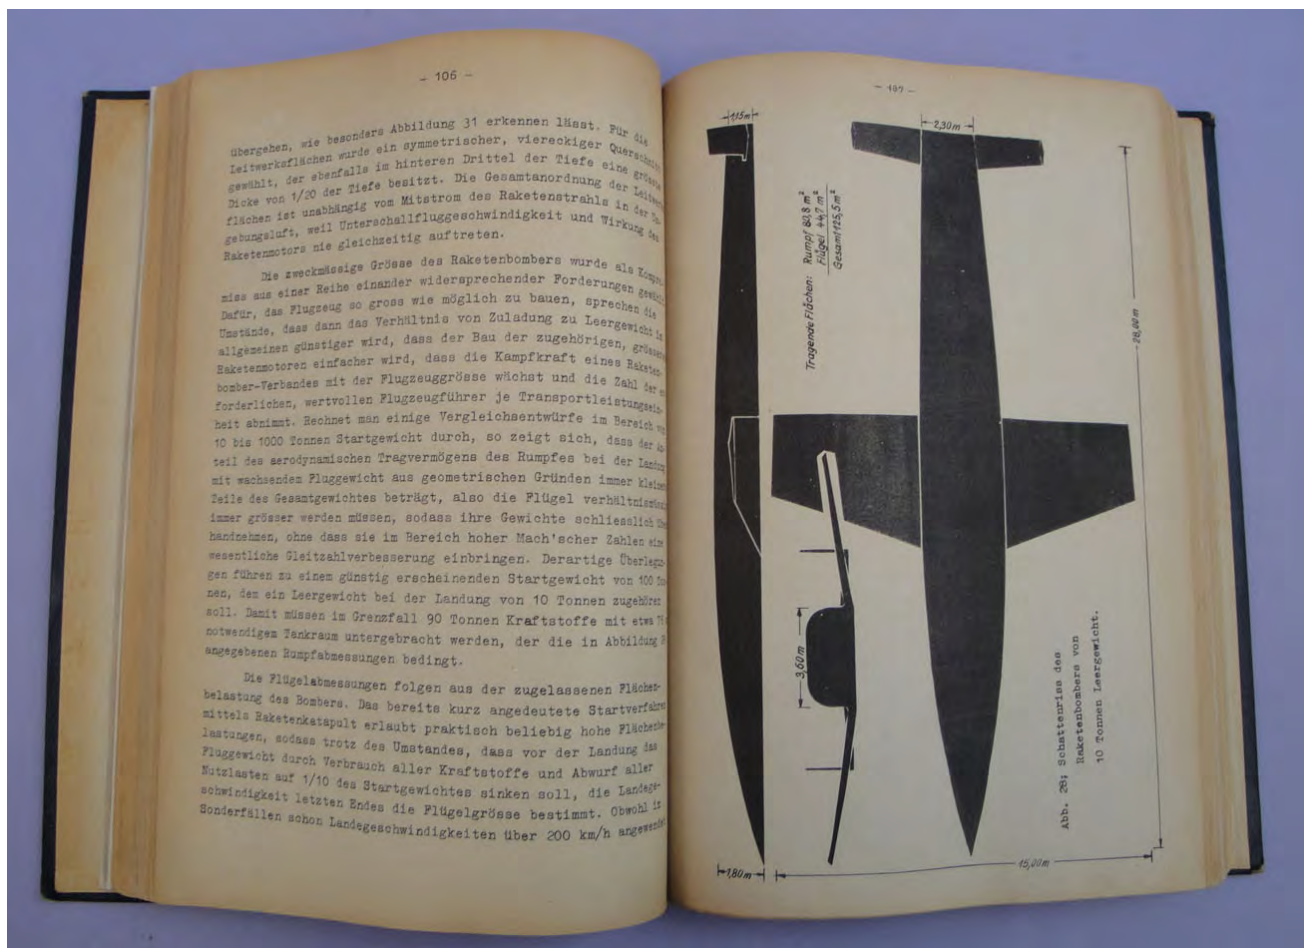 - 106 -
übergehen, wie besonders Abbildung 31 erkennen lässt. Für die
Leitwerksflächen wurde ein symmetrischer, viereckiger
gewählt, der ebenfalls im hinteren Drittel der Tiefe eine grösste
Dicke von 1/20 der Tiefe besitzt. Die Gesamtanordnung der
flächen ist unabhängig vom Mitstrom des Raketenstrahls in der
gebungsluft, weil Unterschallfluggeschwindigkeit und Wirkung des
Raketenmotors nie gleichzeitig auftreten.
Die zweckmässige Grösse des Raketenbombers wurde als
miss aus einer Reihe einander widersprechender Forderungen
Dafür, das Flugzeug so gross wie möglich zu bauen, sprechen die
Umstände, dass dann das Verhältnis von Zuladung zu Leergewicht
allgemeinen günstiger wird, dass der Bau der zugehörigen,
Raketenmotoren einfacher wird, dass die Kampfkraft eines Raketen-
bomber-Verbandes mit der Flugzeuggrösse wächst und die Zahl der
forderlichen, wertvollen Flugzeugführer je Transportleistungsein-
heit abnimmt. Rechnet man einige Vergleichsentwürfe im Bereich
10 bis 1000 Tonnen Startgewicht durch, so zeigt sich, dass der
teil des aerodynamischen Tragvermögens des Rumpfes bei der Landung
mit wachsendem Fluggewicht aus geometrischen Gründen immer
Teile des Gesamtgewichtes beträgt, also die Flügel
immer grösser werden müssen, sodass ihre Gewichte schliesslich
handnehmen, ohne dass sie im Bereich hoher Mach'scher Zahlen eine
wesentliche Gleitzahlverbesserung einbringen. Derartige
gen führen zu einem günstig erscheinenden Startgewicht von 100
nen, dem ein Leergewicht bei der Landung von 10 Tonnen zugehören
soll. Damit müssen im Grenzfall 90 Tonnen Kraftstoffe mit etwa
notwendigem Tankraum untergebracht werden, der die in Abbildung
angegebenen Rumpfabmessungen bedingt.
Die Flügelabmessungen folgen aus der zugelassenen Flächen-
belastung des Bombers. Das bereits kurz angedeutete Startverfahren
mittels Raketenkatapult erlaubt praktisch beliebig hohe
lastungen, sodass trotz des Umstandes, dass vor der Landung das
Fluggewicht durch Verbrauch aller Kraftstoffe und Abwurf aller
Nutzlasten auf 1/10 des Startgewichtes sinken soll, die Landege-
schwindigkeit letzten Endes die Flügelgrösse bestimmt. Obwohl in
Sonderfällen schon Landegeschwindigkeiten über 200 km/h
- 107 -
1,15m
2,30m
Tragende Flächen: Rumpf 80,8 m²
Flügel 44,7 m²
Gesamt 125,5 m²
28,00m
3,60m
Abb. 28: Schattenriss des
Raketenbombers von
10 Tonnen Leergewicht.
1,80m
15,00m